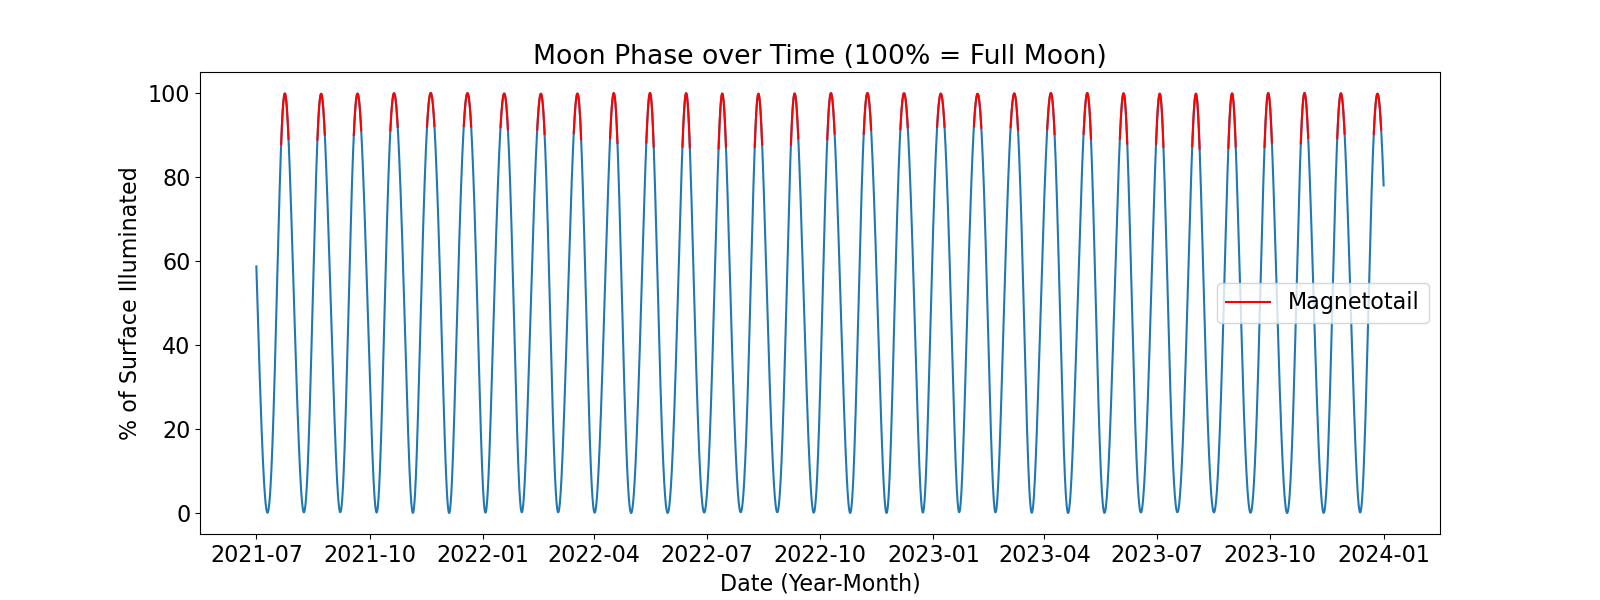 Moon Phase over Time (100% = Full Moon)
% of Surface Illuminated
100
80
60
40
20
0
Magnetotail
2021-07 2021-10 2022-01 2022-04 2022-07 2022-10 2023-01 2023-04 2023-07 2023-10 2024-01
Date (Year-Month)